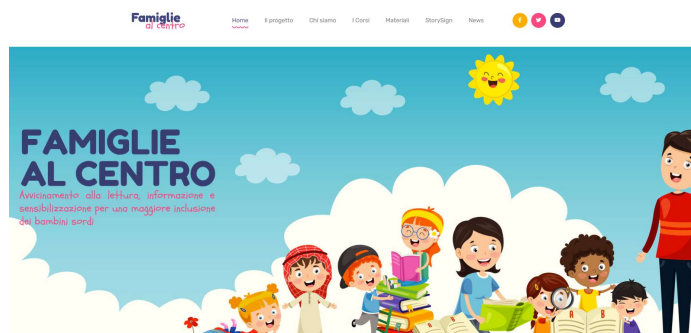 Famiglie
al centro
Home Il progetto Chi siamo I Corsi Materiali StorySign News
FAMIGLIE
AL CENTRO
Avvicinamento alla lettura, informazione e
sensibilizzazione per una maggiore inclusione
dei bambini sordi
A B
A B